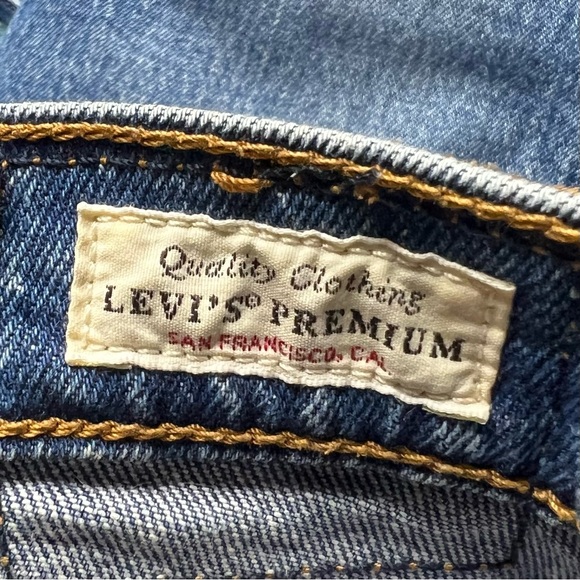 Quality Clothing
LEVI'S® PREMIUM
SAN FRANCISCO, CAL